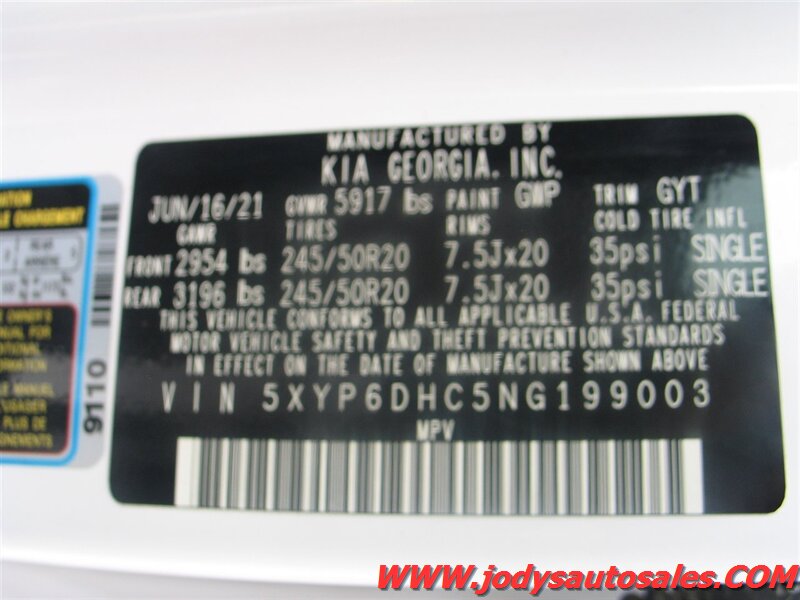 MANUFACTURED BY
KIA GEORGIA, INC.
JUN/16/21 GVWR 5917 lbs PAINT GWP TRIM GYT
GAWR TIRES RIMS COLD TIRE INFL
FRONT 2954 lbs 245/50R20 7.5Jx20 35psi SINGLE
REAR 3196 lbs 245/50R20 7.5Jx20 35psi SINGLE
THIS VEHICLE CONFORMS TO ALL APPLICABLE U.S.A. FEDERAL
MOTOR VEHICLE SAFETY AND THEFT PREVENTION STANDARDS
IN EFFECT ON THE DATE OF MANUFACTURE SHOWN ABOVE.
VIN 5XYP6DHC5NG199003
MPV
9110
REAR
www.jodysautosales.COM